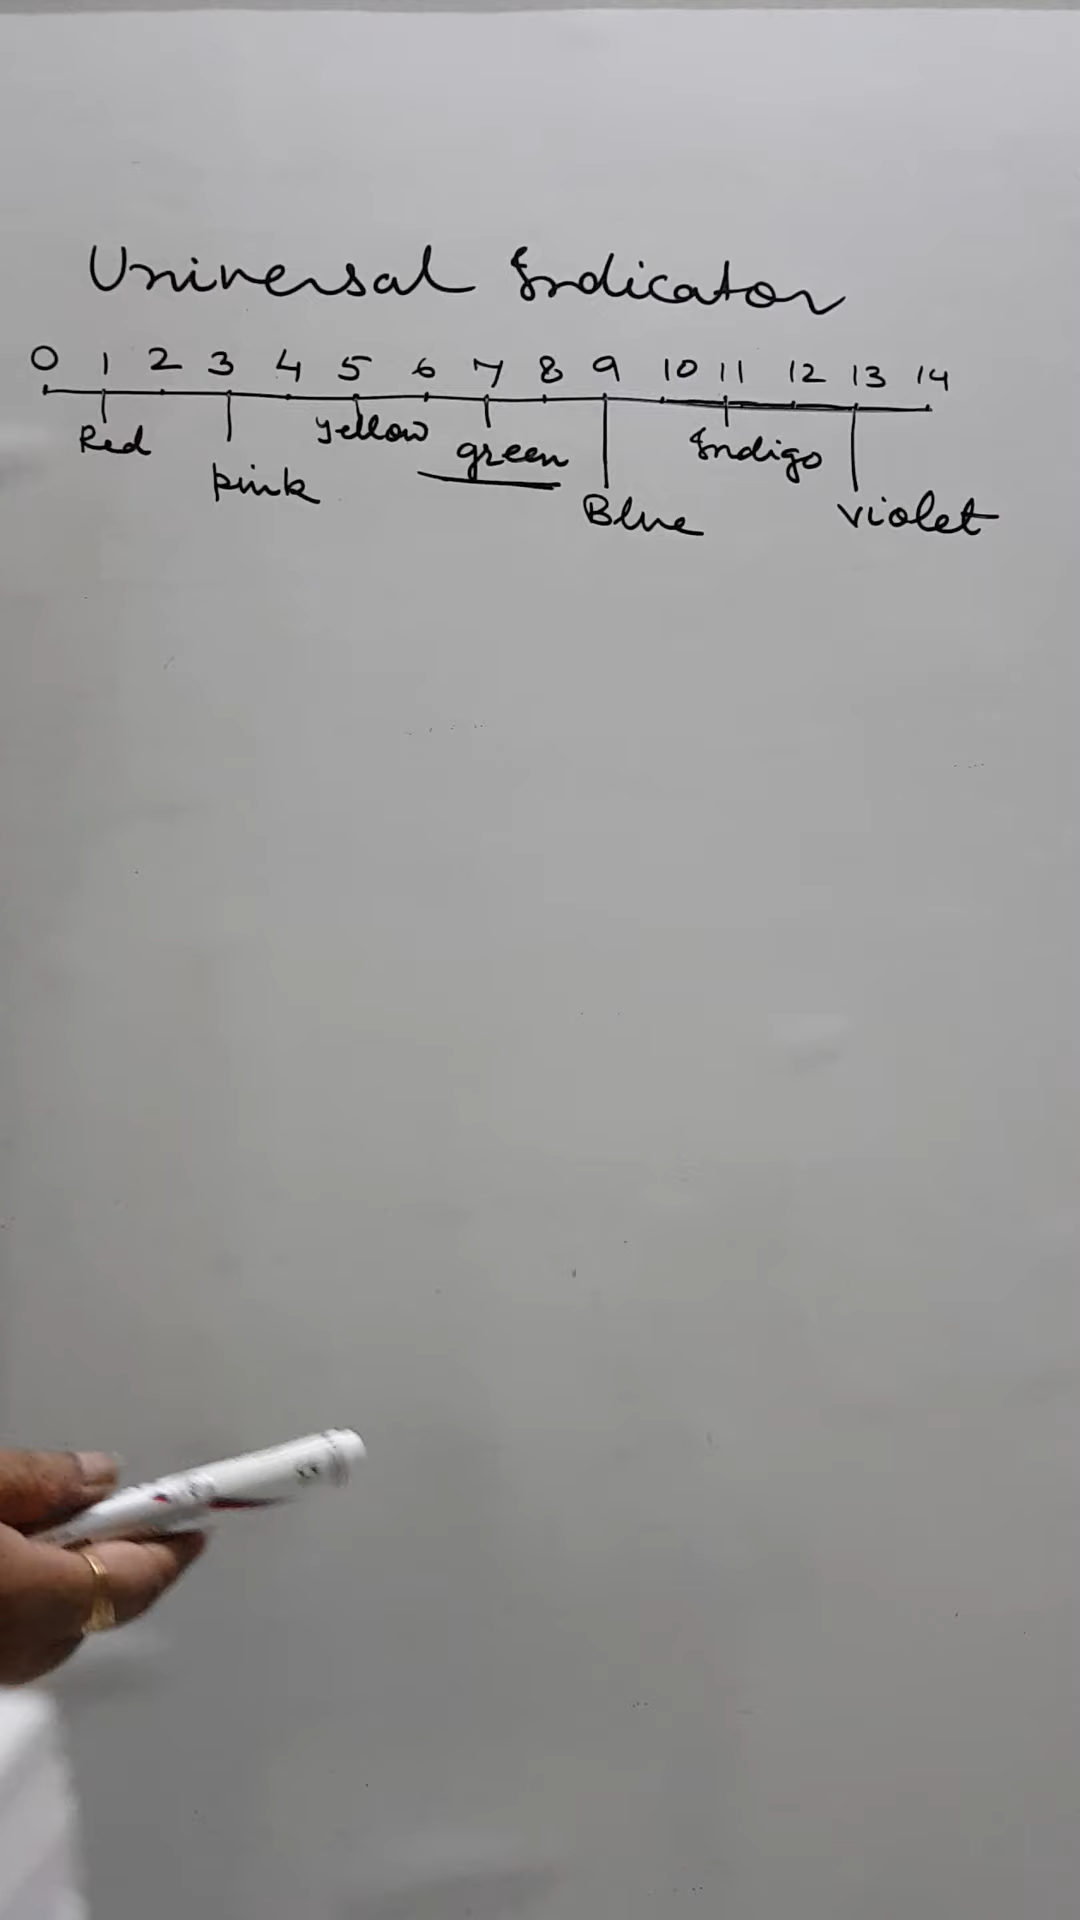 Universal Indicator
0 1 2 3 4 5 6 7 8 9 10 11 12 13 14
Red pink yellow green Blue Indigo violet